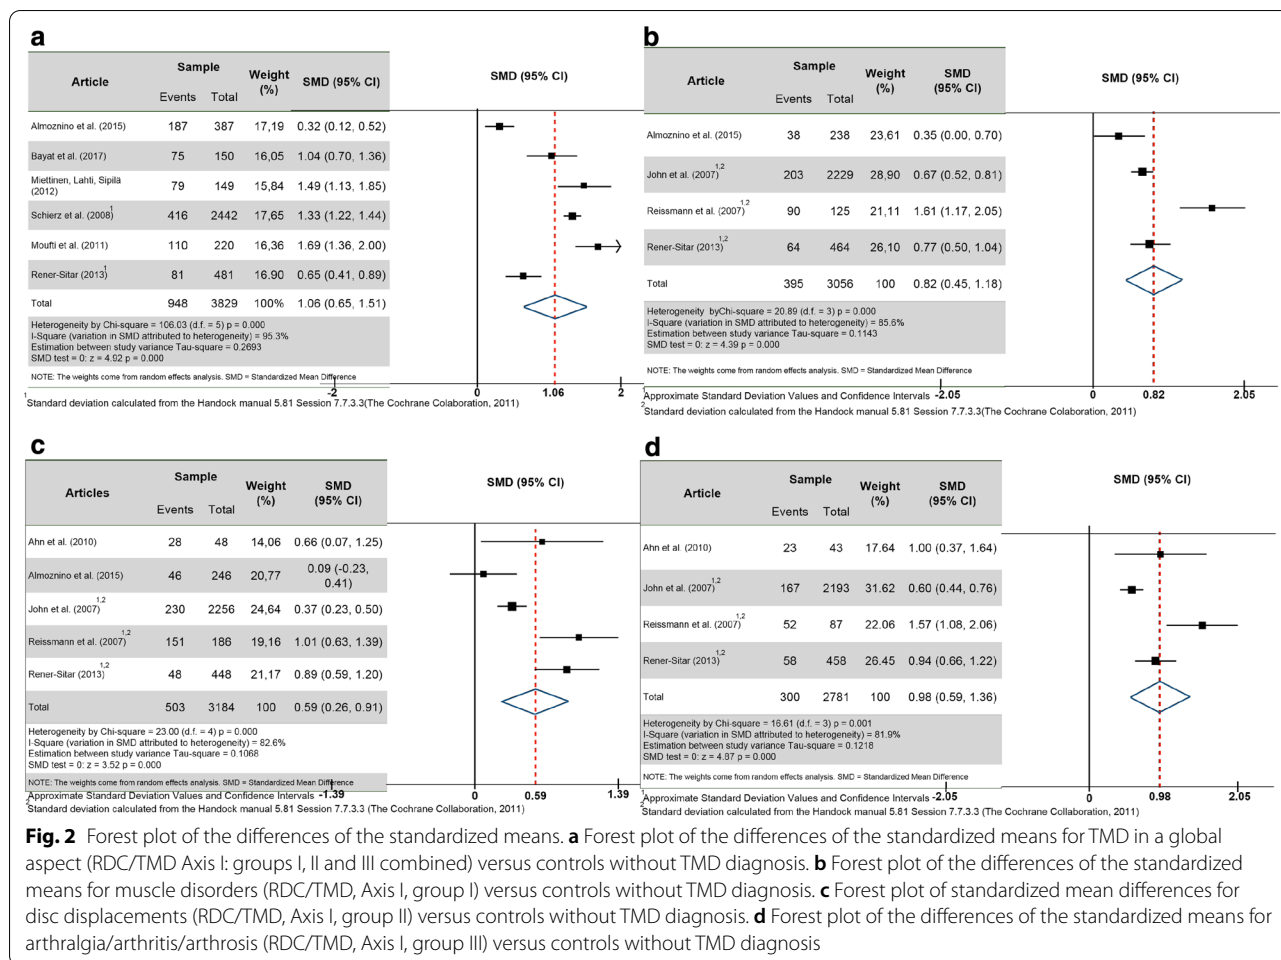 a
Article Sample Weight (%) SMD (95% CI) SMD (95% CI)
Events Total
Almoznino et al. (2015) 187 387 17,19 0.32 (0.12, 0.52)
Bayat et al. (2017) 75 150 16,05 1.04 (0.70, 1.36)
Miettinen, Lahti, Sipilä (2012) 79 149 15,84 1.49 (1.13, 1.85)
Schierz et al. (2008)1 416 2442 17,65 1.33 (1.22, 1.44)
Moufti et al. (2011) 110 220 16,36 1.69 (1.36, 2.00)
Rener-Sitar (2013)1 81 481 16.90 0.65 (0.41, 0.89)
Total 948 3829 100% 1.06 (0.65, 1.51)
Heterogeneity by Chi-square = 106.03 (d.f. = 5) p = 0.000
I-Square (variation in SMD attributed to heterogeneity) = 95.3%
Estimation between study variance Tau-square = 0.2693
SMD test = 0: z = 4.92 p = 0.000
NOTE: The weights come from random effects analysis. SMD = Standardized Mean Difference
-2 0 1.06 2
1Standard deviation calculated from the Handock manual 5.81 Session 7.7.3.3(The Cochrane Colaboration, 2011)
b
Article Sample Weight (%) SMD (95% CI) SMD (95% CI)
Events Total
Almoznino et al. (2015) 38 238 23,61 0.35 (0.00, 0.70)
John et al. (2007)1,2 203 2229 28,90 0.67 (0.52, 0.81)
Reissmann et al. (2007)1,2 90 125 21,11 1.61 (1.17, 2.05)
Rener-Sitar (2013)1,2 64 464 26,10 0.77 (0.50, 1.04)
Total 395 3056 100 0.82 (0.45, 1.18)
Heterogeneity byChi-square = 20.89 (d.f. = 3) p = 0.000
I-Square (variation in SMD attributed to heterogeneity) = 85.6%
Estimation between study variance Tau-square = 0.1143
SMD test = 0: z = 4.39 p = 0.000
NOTE: The weights come from random effects analysis. SMD = Standardized Mean Difference
1Approximate Standard Deviation Values and Confidence Intervals -2.05 0 0.82 2.05
2Standard deviation calculated from the Handock manual 5.81 Session 7.7.3.3(The Cochrane Colaboration, 2011)
c
Articles Sample Weight (%) SMD (95% CI) SMD (95% CI)
Events Total
Ahn et al. (2010) 28 48 14,06 0.66 (0.07, 1.25)
Almoznino et al. (2015) 46 246 20,77 0.09 (-0.23, 0.41)
John et al. (2007)1,2 230 2256 24,64 0.37 (0.23, 0.50)
Reissmann et al. (2007)1,2 151 186 19,16 1.01 (0.63, 1.39)
Rener-Sitar (2013)1,2 48 448 21,17 0.89 (0.59, 1.20)
Total 503 3184 100 0.59 (0.26, 0.91)
Heterogeneity by Chi-square = 23.00 (d.f. = 4) p = 0.000
I-Square (variation in SMD attributed to heterogeneity) = 82.6%
Estimation between study variance Tau-square = 0.1068
SMD test = 0: z = 3.52 p = 0.000
NOTE: The weights come from random effects analysis. SMD = Standardized Mean Difference
1Approximate Standard Deviation Values and Confidence Intervals -1.39 0 0.59 1.39
2Standard deviation calculated from the Handock manual 5.81 Session 7.7.3.3 (The Cochrane Collaboration, 2011)
d
Article Sample Weight (%) SMD (95% CI) SMD (95% CI)
Events Total
Ahn et al. (2010) 23 43 17.64 1.00 (0.37, 1.64)
John et al. (2007)1,2 167 2193 31.62 0.60 (0.44, 0.76)
Reissmann et al. (2007)1,2 52 87 22.06 1.57 (1.08, 2.06)
Rener-Sitar (2013)1,2 58 458 26.45 0.94 (0.66, 1.22)
Total 300 2781 100 0.98 (0.59, 1.36)
Heterogeneity by Chi-square = 16.61 (d.f. = 3) p = 0.001
I-Square (variation in SMD attributed to heterogeneity) = 81.9%
Estimation between study variance Tau-square = 0.1218
SMD test = 0: z = 4.87 p = 0.000
NOTE: The weights come from random effects analysis. SMD = Standardized Mean Difference
1Approximate Standard Deviation Values and Confidence Intervals -2.05 0 0.98 2.05
2Standard deviation calculated from the Handock manual 5.81 Session 7.7.3.3 (The Cochrane Collaboration, 2011)
Fig. 2 Forest plot of the differences of the standardized means. a Forest plot of the differences of the standardized means for TMD in a global
aspect (RDC/TMD Axis I: groups I, II and III combined) versus controls without TMD diagnosis. b Forest plot of the differences of the standardized
means for muscle disorders (RDC/TMD, Axis I, group I) versus controls without TMD diagnosis. c Forest plot of standardized mean differences for
disc displacements (RDC/TMD, Axis I, group II) versus controls without TMD diagnosis. d Forest plot of the differences of the standardized means for
arthralgia/arthritis/arthrosis (RDC/TMD, Axis I, group III) versus controls without TMD diagnosis